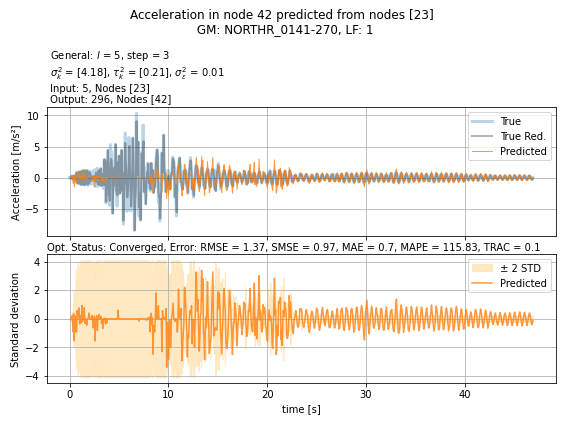 Acceleration in node 42 predicted from nodes [23]
GM: NORTHR_0141-270, LF: 1
General: l = 5, step = 3
σ²ₖ = [4.18], τ²ₖ = [0.21], σ²ε = 0.01
Input: 5, Nodes [23]
Output: 296, Nodes [42]
10
5
0
−5
Acceleration [m/s²]
True
True Red.
Predicted
Opt. Status: Converged, Error: RMSE = 1.37, SMSE = 0.97, MAE = 0.7, MAPE = 115.83, TRAC = 0.1
4
2
0
−2
−4
Standard deviation
± 2 STD
Predicted
0
10
20
30
40
time [s]